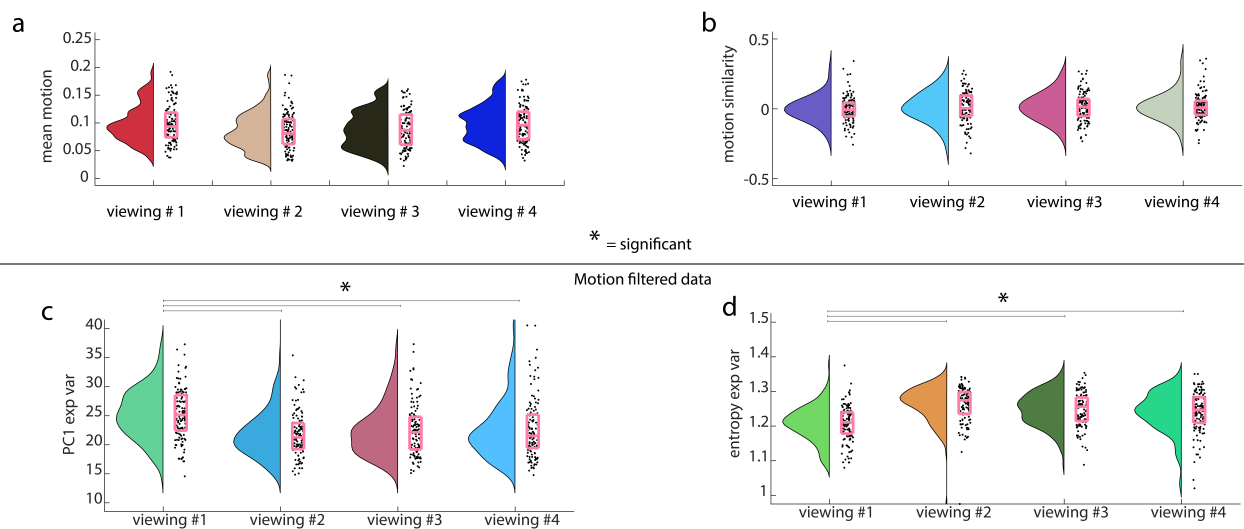 a
mean motion
0.25
0.2
0.15
0.1
0.05
0
viewing # 1
viewing # 2
viewing # 3
viewing # 4
b
motion similarity
0.5
0
-0.5
viewing #1
viewing #2
viewing #3
viewing #4
* = significant
Motion filtered data
c
*
PC1 exp var
40
35
30
25
20
15
10
viewing #1
viewing #2
viewing #3
viewing #4
d
*
entropy exp var
1.5
1.4
1.3
1.2
1.1
1
viewing #1
viewing #2
viewing #3
viewing #4